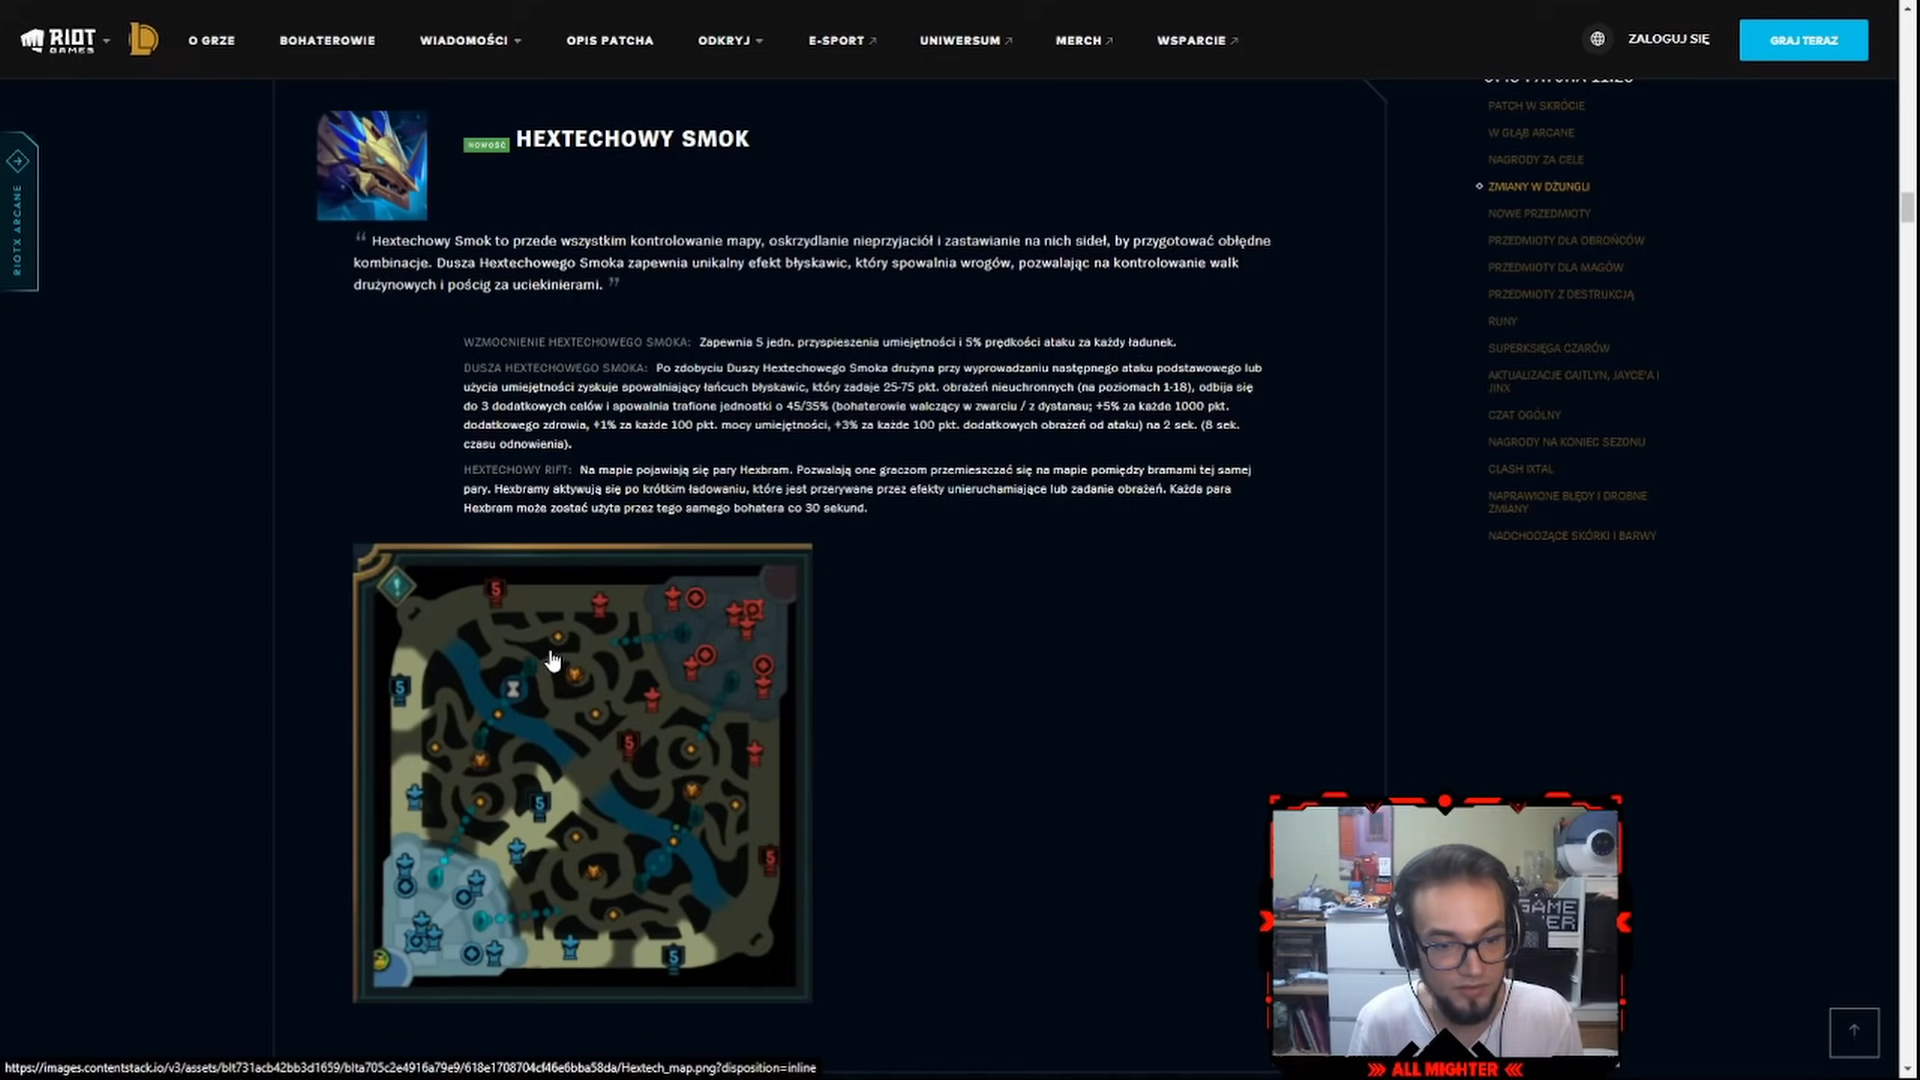 RIOT GAMES
O GRZE
BOHATEROWIE
WIADOMOŚCI
OPIS PATCHA
ODKRYJ
E-SPORT
UNIWERSUM
MERCH
WSPARCIE
ZALOGUJ SIĘ
GRAJ TERAZ
RIOTX ARCANE
NOWOŚĆ HEXTECHOWY SMOK
“ Hextechowy Smok to przede wszystkim kontrolowanie mapy, oskrzydlanie nieprzyjaciół i zastawianie na nich sideł, by przygotować obłędne
kombinacje. Dusza Hextechowego Smoka zapewnia unikalny efekt błyskawic, który spowalnia wrogów, pozwalając na kontrolowanie walk
drużynowych i pościg za uciekinierami. ”
WZMOCNIENIE HEXTECHOWEGO SMOKA: Zapewnia 5 jedn. przyspieszenia umiejętności i 5% prędkości ataku za każdy ładunek.
DUSZA HEXTECHOWEGO SMOKA: Po zdobyciu Duszy Hextechowego Smoka drużyna przy wyprowadzaniu następnego ataku podstawowego lub
użycia umiejętności zyskuje spowalniający łańcuch błyskawic, który zadaje 25-75 pkt. obrażeń nieuchronnych (na poziomach 1-18), odbija się
do 3 dodatkowych celów i spowalnia trafione jednostki o 45/35% (bohaterowie walczący w zwarciu / z dystansu; +5% za każde 1000 pkt.
dodatkowego zdrowia, +1% za każde 100 pkt. mocy umiejętności, +3% za każde 100 pkt. dodatkowych obrażeń od ataku) na 2 sek. (8 sek.
czasu odnowienia).
HEXTECHOWY RIFT: Na mapie pojawiają się pary Hexbram. Pozwalają one graczom przemieszczać się na mapie pomiędzy bramami tej samej
pary. Hexbramy aktywują się po krótkim ładowaniu, które jest przerywane przez efekty unieruchamiające lub zadanie obrażeń. Każda para
Hexbram może zostać użyta przez tego samego bohatera co 30 sekund.
5
5
5
5
5
5
OPIS PATCHA 11.23
PATCH W SKRÓCIE
W GŁĄB ARCANE
NAGRODY ZA CELE
ZMIANY W DŻUNGLI
NOWE PRZEDMIOTY
PRZEDMIOTY DLA OBROŃCÓW
PRZEDMIOTY DLA MAGÓW
PRZEDMIOTY Z DESTRUKCJĄ
RUNY
SUPERKSIĘGA CZARÓW
AKTUALIZACJE CAITLYN, JAYCE'A I
JINX
CZAT OGÓLNY
NAGRODY NA KONIEC SEZONU
CLASH IXTAL
NAPRAWIONE BŁĘDY I DROBNE
ZMIANY
NADCHODZĄCE SKÓRKI I BARWY
ALL MIGHTER
https://images.contentstack.io/v3/assets/blt731acb42bb3d1659/blta705c2e4916a79e9/618e1708704cf46e6bba58da/Hextech_map.png?disposition=inline